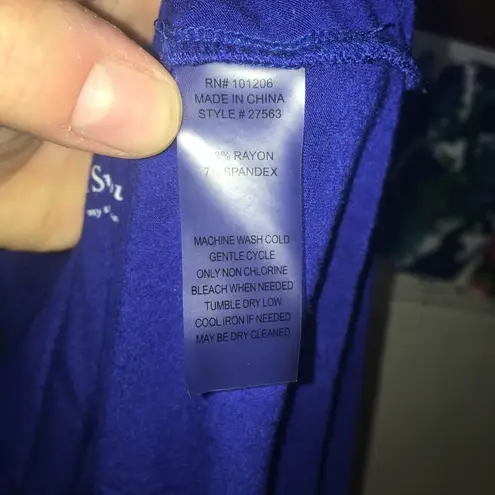 RN# 101206
MADE IN CHINA
STYLE # 27563
% RAYON
SPANDEX
MACHINE WASH COLD
GENTLE CYCLE
ONLY NON CHLORINE
BLEACH WHEN NEEDED
TUMBLE DRY LOW
COOL IRON IF NEEDED
MAY BE DRY CLEANED